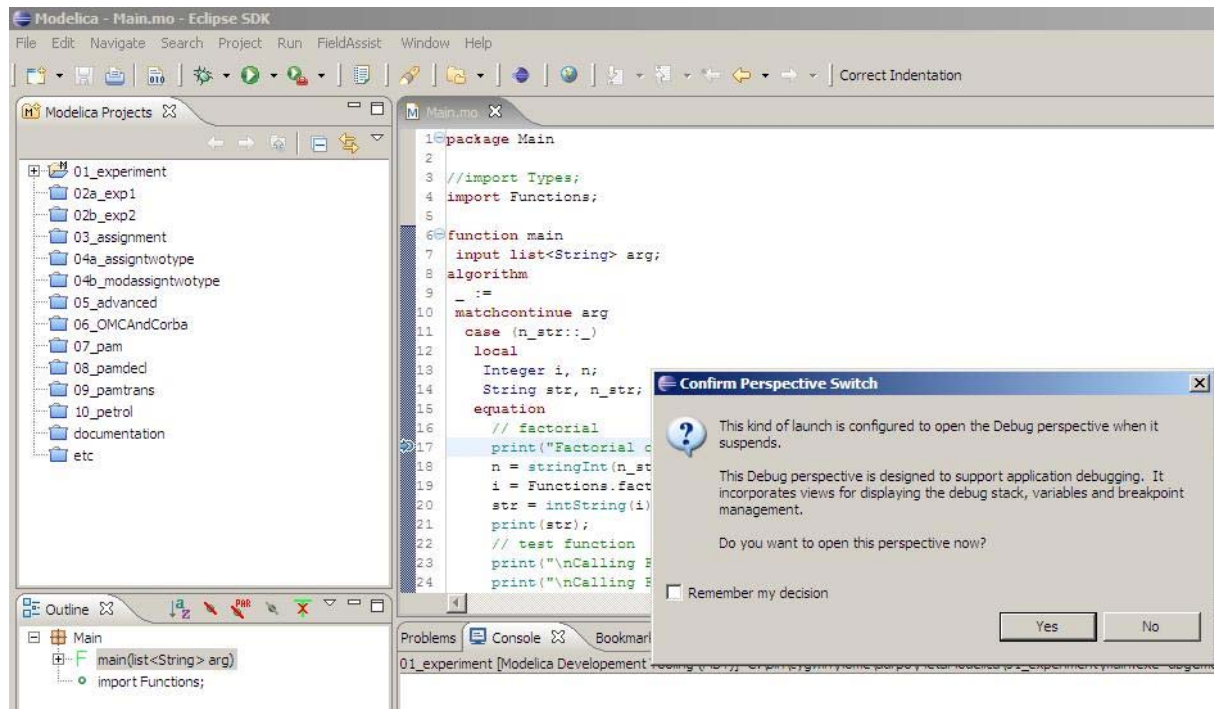 Modelica - Main.mo - Eclipse SDK
File Edit Navigate Search Project Run FieldAssist Window Help
010
Correct Indentation
Modelica Projects
01_experiment
02a_exp1
02b_exp2
03_assignment
04a_assigntwotype
04b_modassigntwotype
05_advanced
06_OMCAndCorba
07_pam
08_pamdecl
09_pamtrans
10_petrol
documentation
etc
Main.mo
1 package Main
2
3 //import Types;
4 import Functions;
5
6 function main
7 input list<String> arg;
8 algorithm
9 _ :=
10 matchcontinue arg
11 case (n_str::_)
12 local
13 Integer i, n;
14 String str, n_str;
15 equation
16 // factorial
17 print("Factorial
18 n = stringInt(n_st
19 i = Functions.fact
20 str = intString(i)
21 print(str);
22 // test function
23 print("\nCalling
24 print("\nCalling
Confirm Perspective Switch
This kind of launch is configured to open the Debug perspective when it
suspends.
This Debug perspective is designed to support application debugging. It
incorporates views for displaying the debug stack, variables and breakpoint
management.
Do you want to open this perspective now?
Remember my decision
Yes No
Outline
Main
main(list<String> arg)
import Functions;
Problems Console Bookmar
01_experiment [Modelica Developement